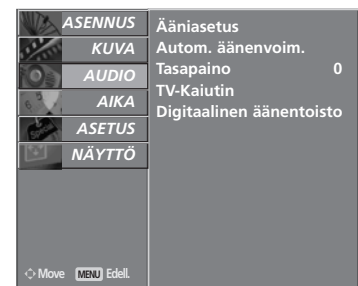 ASENNUS
KUVA
AUDIO
AIKA
ASETUS
NÄYTTÖ
Ääniasetus
Autom. äänenvoim.
Tasapaino 0
TV-Kaiutin
Digitaalinen äänentoisto
Move MENU Edell.